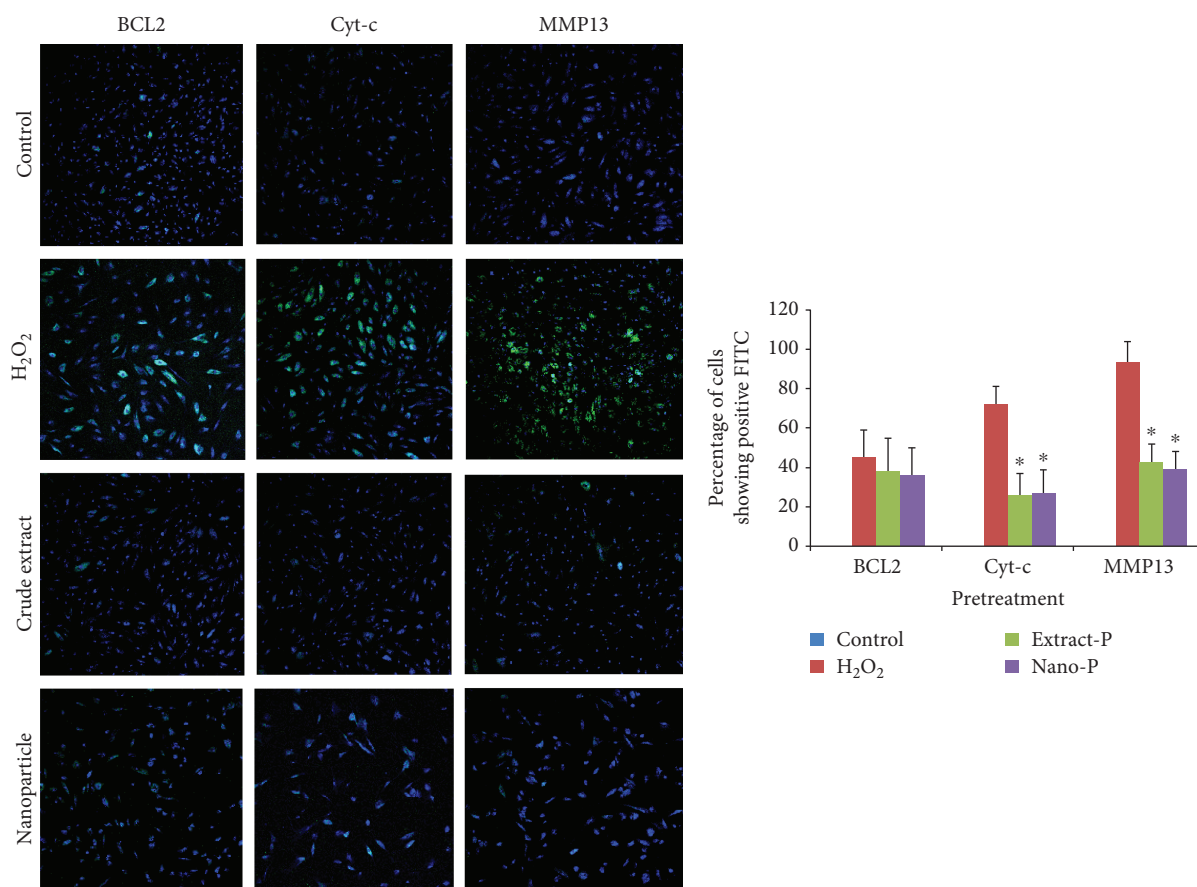 BCL2 Cyt-c MMP13
Control
H₂O₂
Crude extract
Nanoparticle
Percentage of cells
showing positive FITC
120
100
80
60
40
20
0
* * * *
BCL2 Cyt-c MMP13
Pretreatment
Control Extract-P
H₂O₂ Nano-P